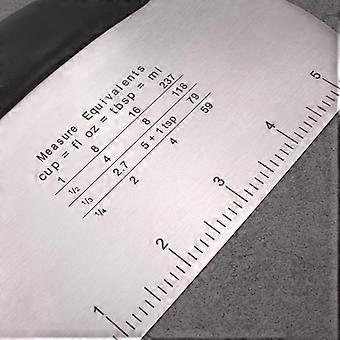 Measure Equivalents
cup = fl oz = tbsp = ml
1 8 16 237
1/2 4 8 118
1/3 2.7 5 + 1 tsp 79
1/4 2 4 59
1 2 3 4 5